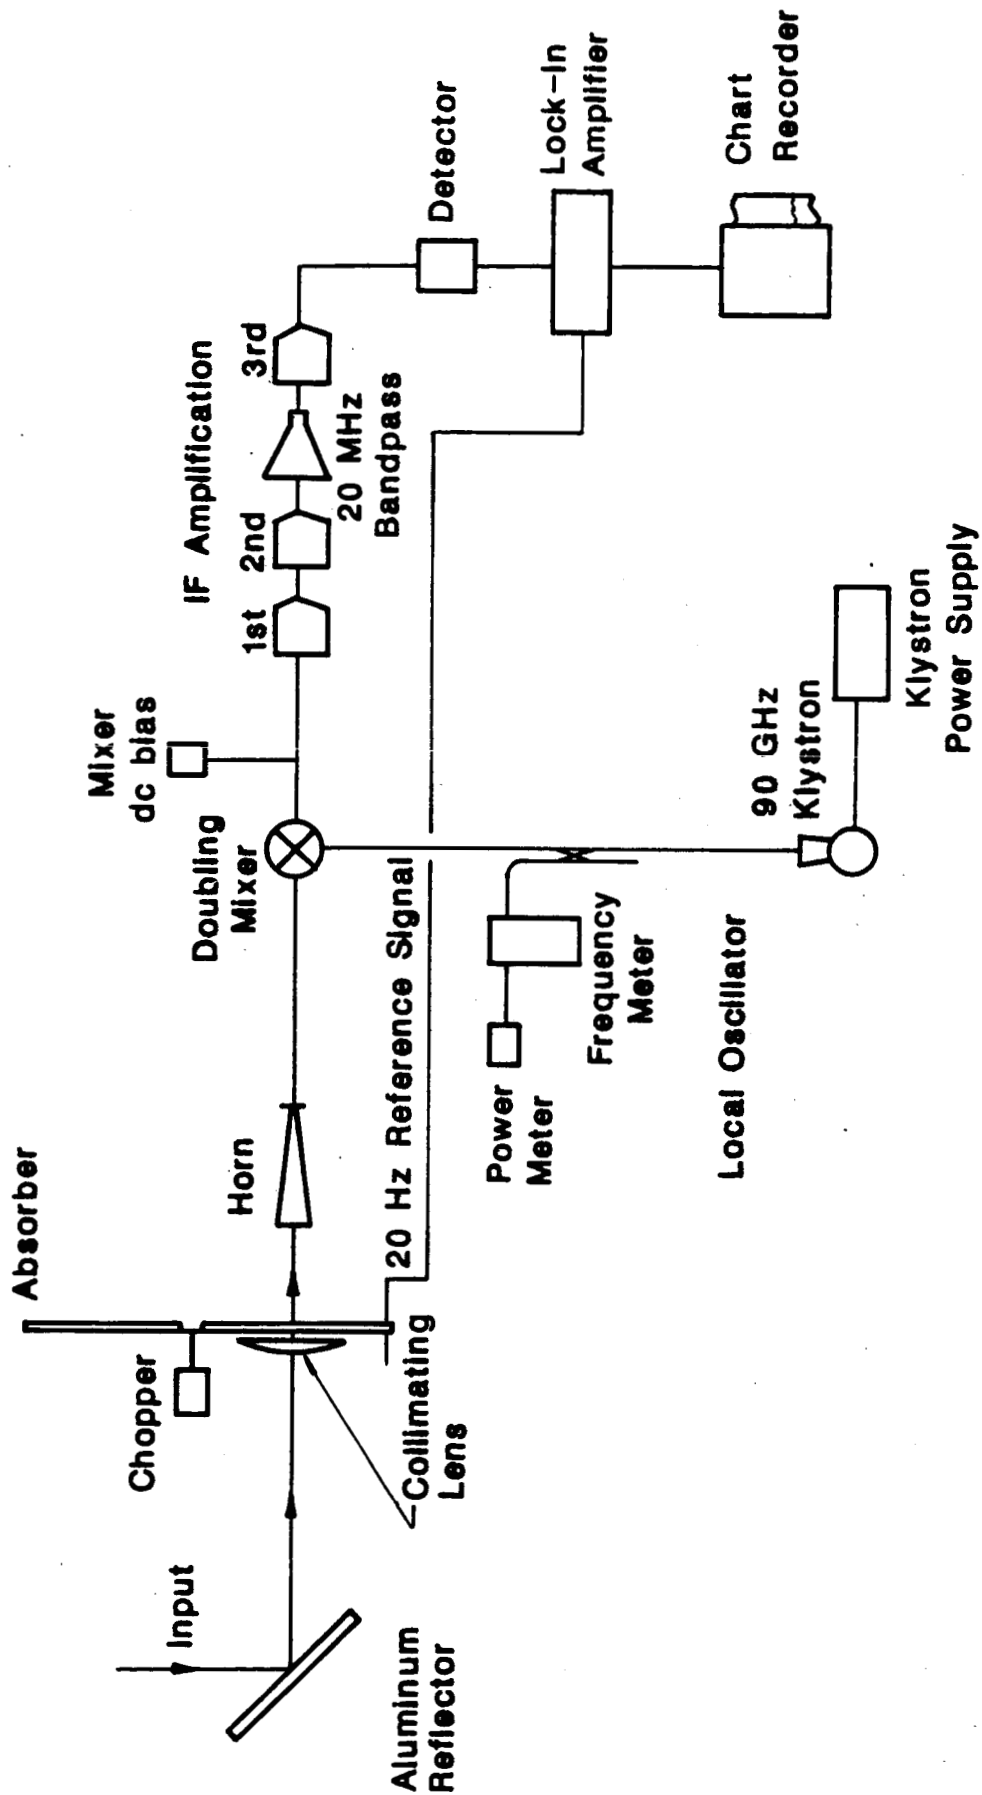 Input
Aluminum
Reflector
Chopper
Absorber
Collimating
Lens
Horn
20 Hz Reference Signal
Doubling
Mixer
Mixer
dc bias
IF Amplification
1st
2nd
3rd
20 MHz
Bandpass
Detector
Lock-In
Amplifier
Chart
Recorder
Power
Meter
Frequency
Meter
Local Oscillator
90 GHz
Klystron
Klystron
Power Supply